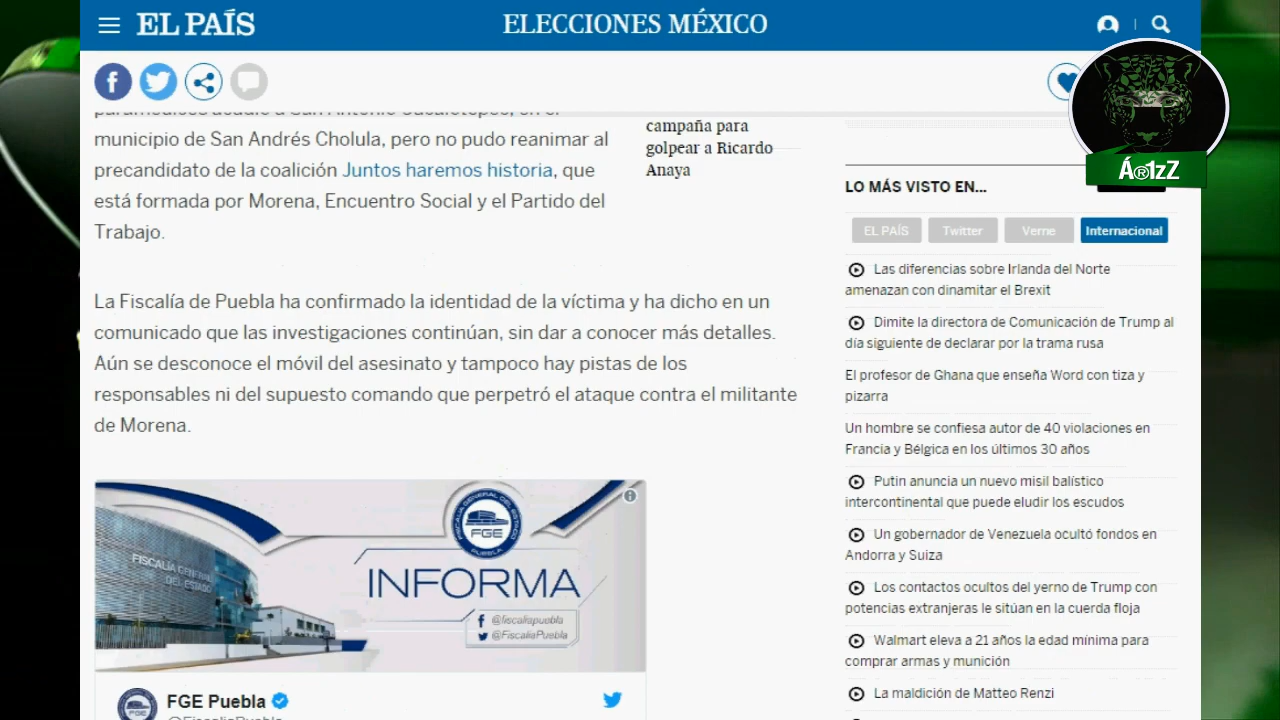 EL PAÍS
ELECCIONES MÉXICO
municipio de San Andrés Cholula, pero no pudo reanimar al
precandidato de la coalición Juntos haremos historia, que
está formada por Morena, Encuentro Social y el Partido del
Trabajo.
La Fiscalía de Puebla ha confirmado la identidad de la víctima y ha dicho en un
comunicado que las investigaciones continúan, sin dar a conocer más detalles.
Aún se desconoce el móvil del asesinato y tampoco hay pistas de los
responsables ni del supuesto comando que perpetró el ataque contra el militante
de Morena.
FISCALÍA GENERAL
DEL ESTADO
FISCALÍA GENERAL DEL ESTADO
FGE
PUEBLA
INFORMA
@fiscaliapuebla
@FiscaliaPuebla
FGE
FGE Puebla
@FiscaliaPuebla
campaña para
golpear a Ricardo
Anaya
Á®1zZ
LO MÁS VISTO EN...
EL PAÍS
Twitter
Verne
Internacional
Las diferencias sobre Irlanda del Norte
amenazan con dinamitar el Brexit
Dimite la directora de Comunicación de Trump al
día siguiente de declarar por la trama rusa
El profesor de Ghana que enseña Word con tiza y
pizarra
Un hombre se confiesa autor de 40 violaciones en
Francia y Bélgica en los últimos 30 años
Putin anuncia un nuevo misil balístico
intercontinental que puede eludir los escudos
Un gobernador de Venezuela ocultó fondos en
Andorra y Suiza
Los contactos ocultos del yerno de Trump con
potencias extranjeras le sitúan en la cuerda floja
Walmart eleva a 21 años la edad mínima para
comprar armas y munición
La maldición de Matteo Renzi